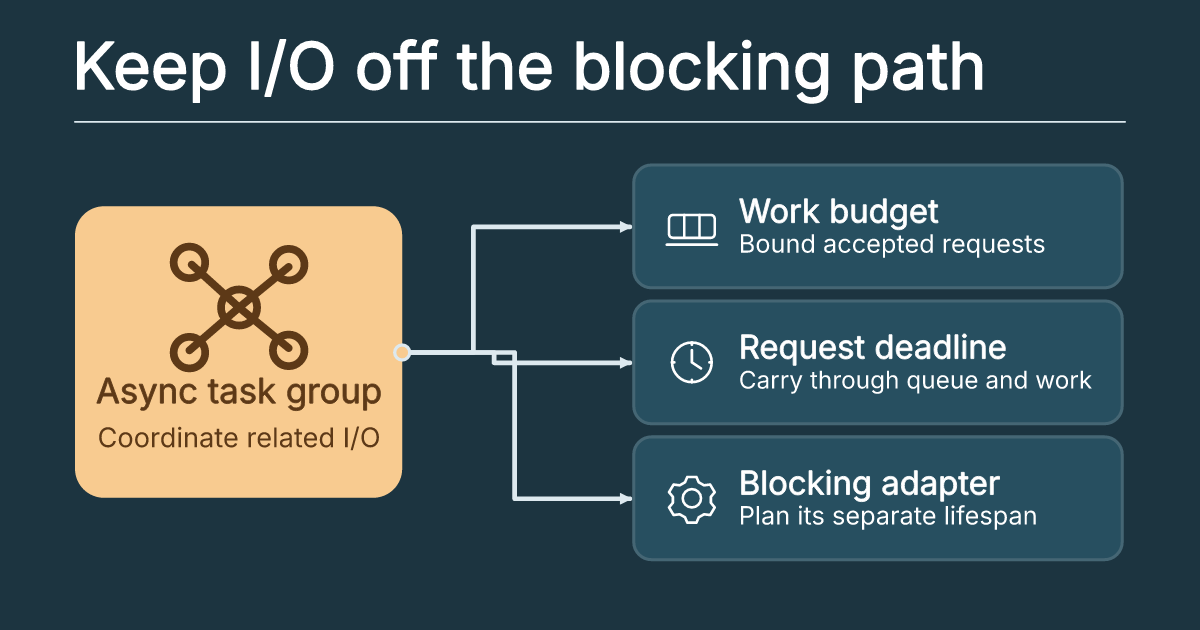 Keep I/O off the blocking path
Async task group
Coordinate related I/O
Work budget
Bound accepted requests
Request deadline
Carry through queue and work
Blocking adapter
Plan its separate lifespan